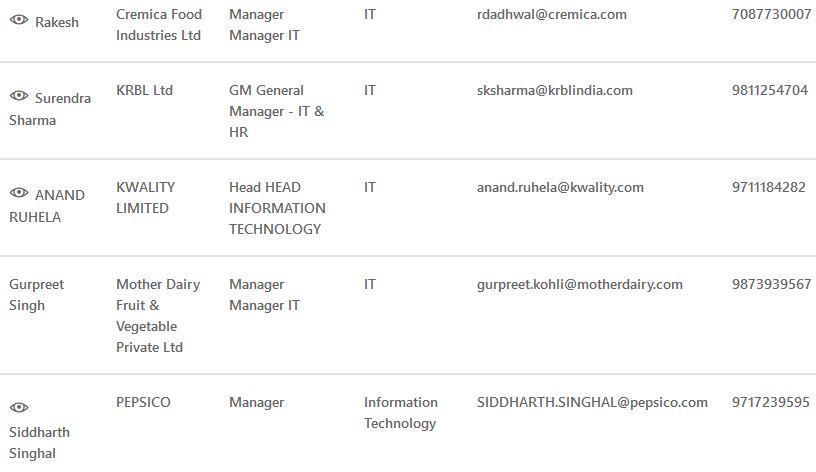 Rakesh
Cremica Food
Industries Ltd
Manager
Manager IT
IT
rdadhwal@cremica.com
7087730007
Surendra
Sharma
KRBL Ltd
GM General
Manager - IT &
HR
IT
sksharma@krblindia.com
9811254704
ANAND
RUHELA
KWALITY
LIMITED
Head HEAD
INFORMATION
TECHNOLOGY
IT
anand.ruhela@kwality.com
9711184282
Gurpreet
Singh
Mother Dairy
Fruit &
Vegetable
Private Ltd
Manager
Manager IT
IT
gurpreet.kohli@motherdairy.com
9873939567
Siddharth
Singhal
PEPSICO
Manager
Information
Technology
SIDDHARTH.SINGHAL@pepsico.com
9717239595